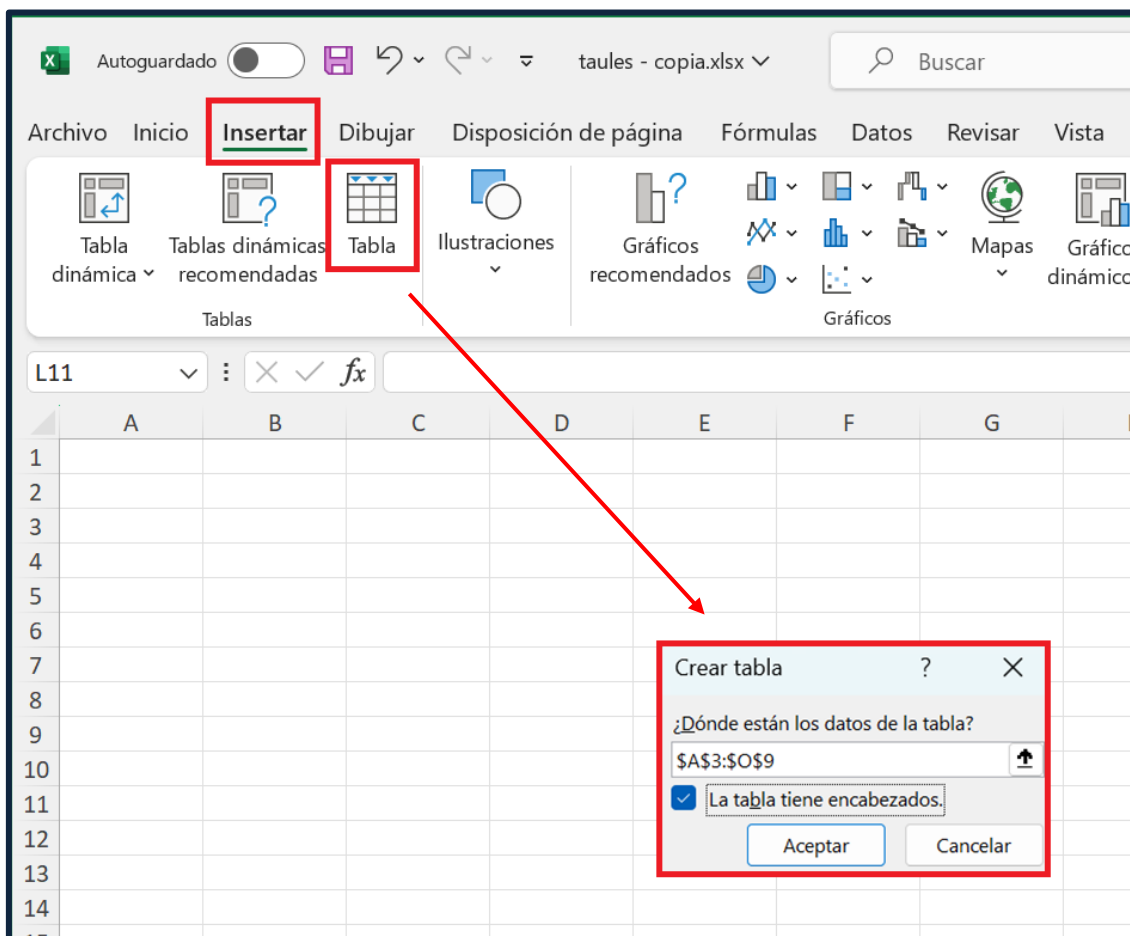 Autoguardado taules - copia.xlsx Buscar
Archivo Inicio Insertar Dibujar Disposición de página Fórmulas Datos Revisar Vista
Tabla dinámica
Tablas dinámicas recomendadas
Tabla
Ilustraciones
Gráficos recomendados
Mapas
Gráfico dinámico
Tablas Gráficos
L11 fx
A B C D E F G
1
2
3
4
5
6
7
8
9
10
11
12
13
14
Crear tabla ?
¿Dónde están los datos de la tabla?
$A$3:$O$9
La tabla tiene encabezados.
Aceptar Cancelar